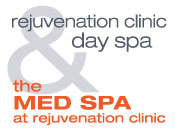 rejuvenation clinic
& day spa
the
MED SPA
at rejuvenation clinic